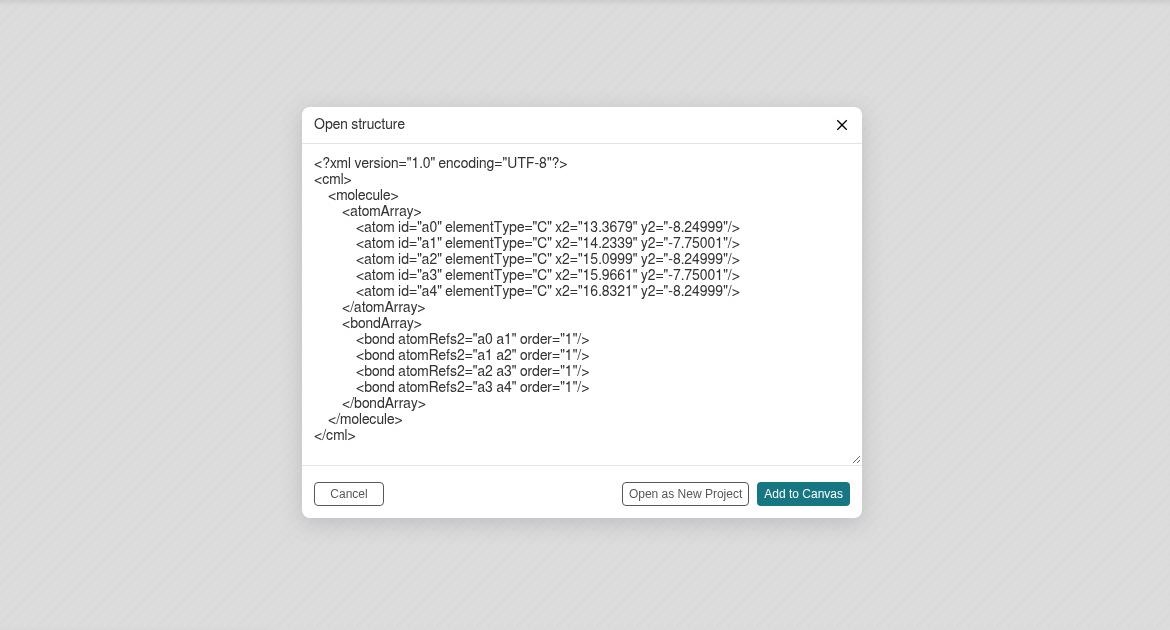 Open structure
<?xml version="1.0" encoding="UTF-8"?>
<cml>
    <molecule>
        <atomArray>
            <atom id="a0" elementType="C" x2="13.3679" y2="-8.24999"/>
            <atom id="a1" elementType="C" x2="14.2339" y2="-7.75001"/>
            <atom id="a2" elementType="C" x2="15.0999" y2="-8.24999"/>
            <atom id="a3" elementType="C" x2="15.9661" y2="-7.75001"/>
            <atom id="a4" elementType="C" x2="16.8321" y2="-8.24999"/>
        </atomArray>
        <bondArray>
            <bond atomRefs2="a0 a1" order="1"/>
            <bond atomRefs2="a1 a2" order="1"/>
            <bond atomRefs2="a2 a3" order="1"/>
            <bond atomRefs2="a3 a4" order="1"/>
        </bondArray>
    </molecule>
</cml>
Cancel Open as New Project Add to Canvas